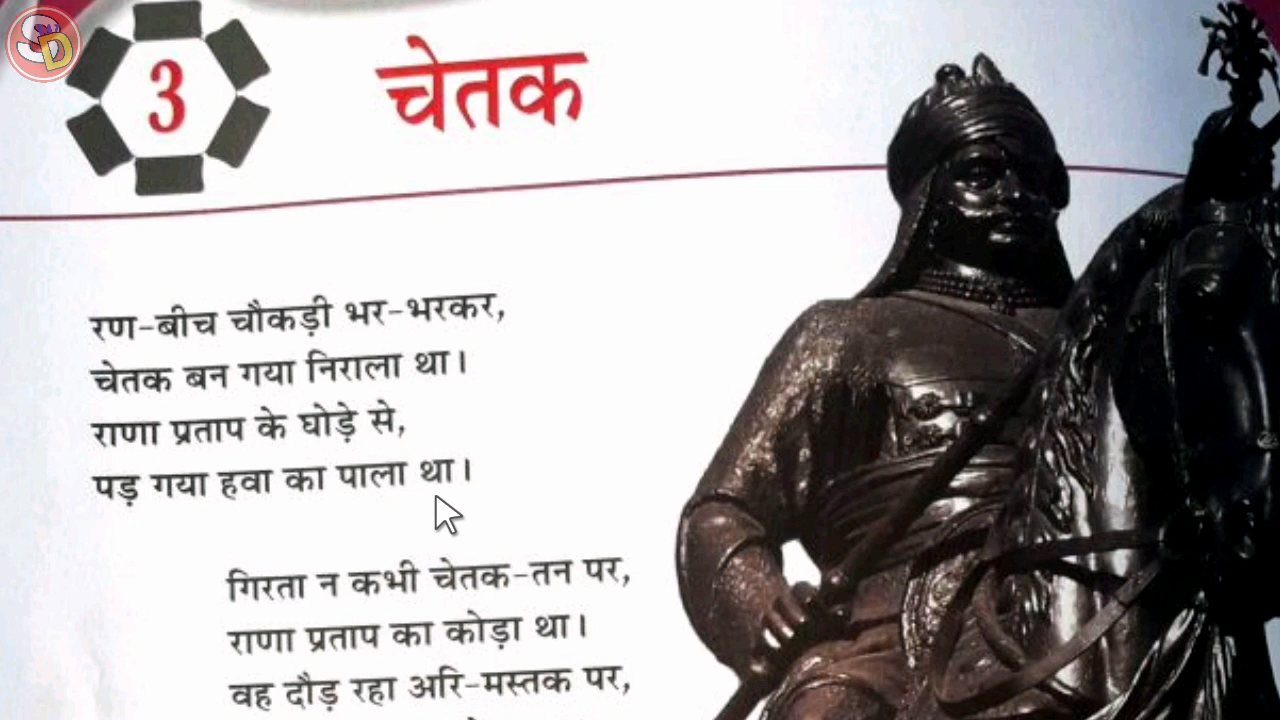 3
चेतक
रण-बीच चौकड़ी भर-भरकर,
चेतक बन गया निराला था।
राणा प्रताप के घोड़े से,
पड़ गया हवा का पाला था।
गिरता न कभी चेतक-तन पर,
राणा प्रताप का कोड़ा था।
वह दौड़ रहा अरि-मस्तक पर,